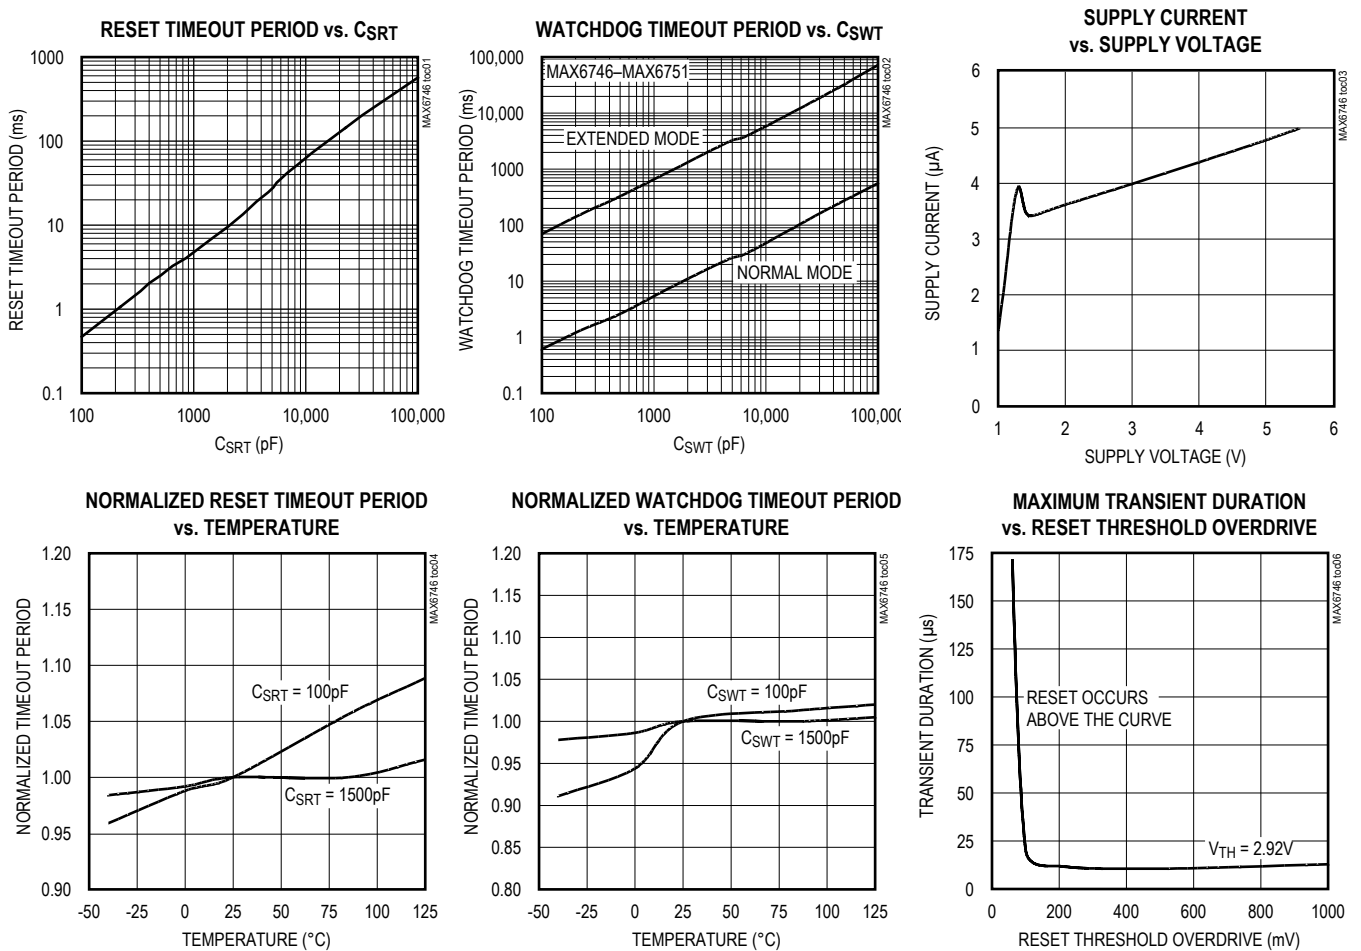 RESET TIMEOUT PERIOD vs. CSRT
1000
100
10
1
0.1
RESET TIMEOUT PERIOD (ms)
100
1000
10,000
100,000
CSRT (pF)
MAX6746 toc01
WATCHDOG TIMEOUT PERIOD vs. CSWT
100,000
10,000
1000
100
10
1
0.1
WATCHDOG TIMEOUT PERIOD (ms)
MAX6746–MAX6751
EXTENDED MODE
NORMAL MODE
100
1000
10,000
100,000
CSWT (pF)
MAX6746 toc02
SUPPLY CURRENT
vs. SUPPLY VOLTAGE
6
5
4
3
2
1
0
SUPPLY CURRENT (µA)
1
2
3
4
5
6
SUPPLY VOLTAGE (V)
MAX6746 toc03
NORMALIZED RESET TIMEOUT PERIOD
vs. TEMPERATURE
1.20
1.15
1.10
1.05
1.00
0.95
0.90
NORMALIZED TIMEOUT PERIOD
CSRT = 100pF
CSRT = 1500pF
-50
-25
0
25
50
75
100
125
TEMPERATURE (°C)
MAX6746 toc04
NORMALIZED WATCHDOG TIMEOUT PERIOD
vs. TEMPERATURE
1.20
1.15
1.10
1.05
1.00
0.95
0.90
0.85
0.80
NORMALIZED TIMEOUT PERIOD
CSWT = 100pF
CSWT = 1500pF
-50
-25
0
25
50
75
100
125
TEMPERATURE (°C)
MAX6746 toc05
MAXIMUM TRANSIENT DURATION
vs. RESET THRESHOLD OVERDRIVE
175
150
125
100
75
50
25
0
TRANSIENT DURATION (µs)
RESET OCCURS
ABOVE THE CURVE
VTH = 2.92V
0
200
400
600
800
1000
RESET THRESHOLD OVERDRIVE (mV)
MAX6746 toc06